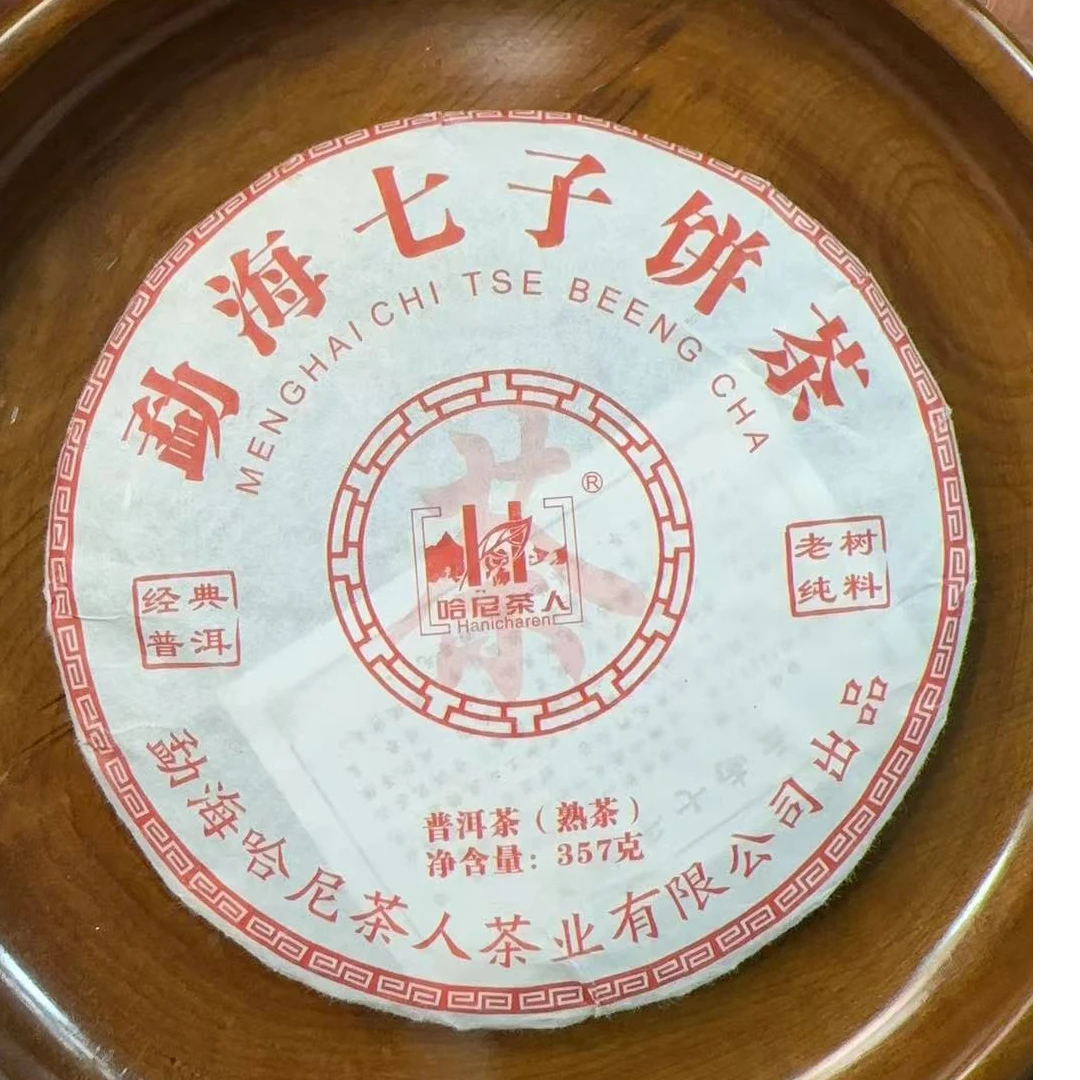 勐海七子饼茶
MENGHAI CHI TSE BEENG CHA
茶
®
哈尼茶人
Hanicharen
老树
纯料
经典
普洱
普洱茶（熟茶）
净含量：357克
勐海哈尼茶人茶业有限公司出品